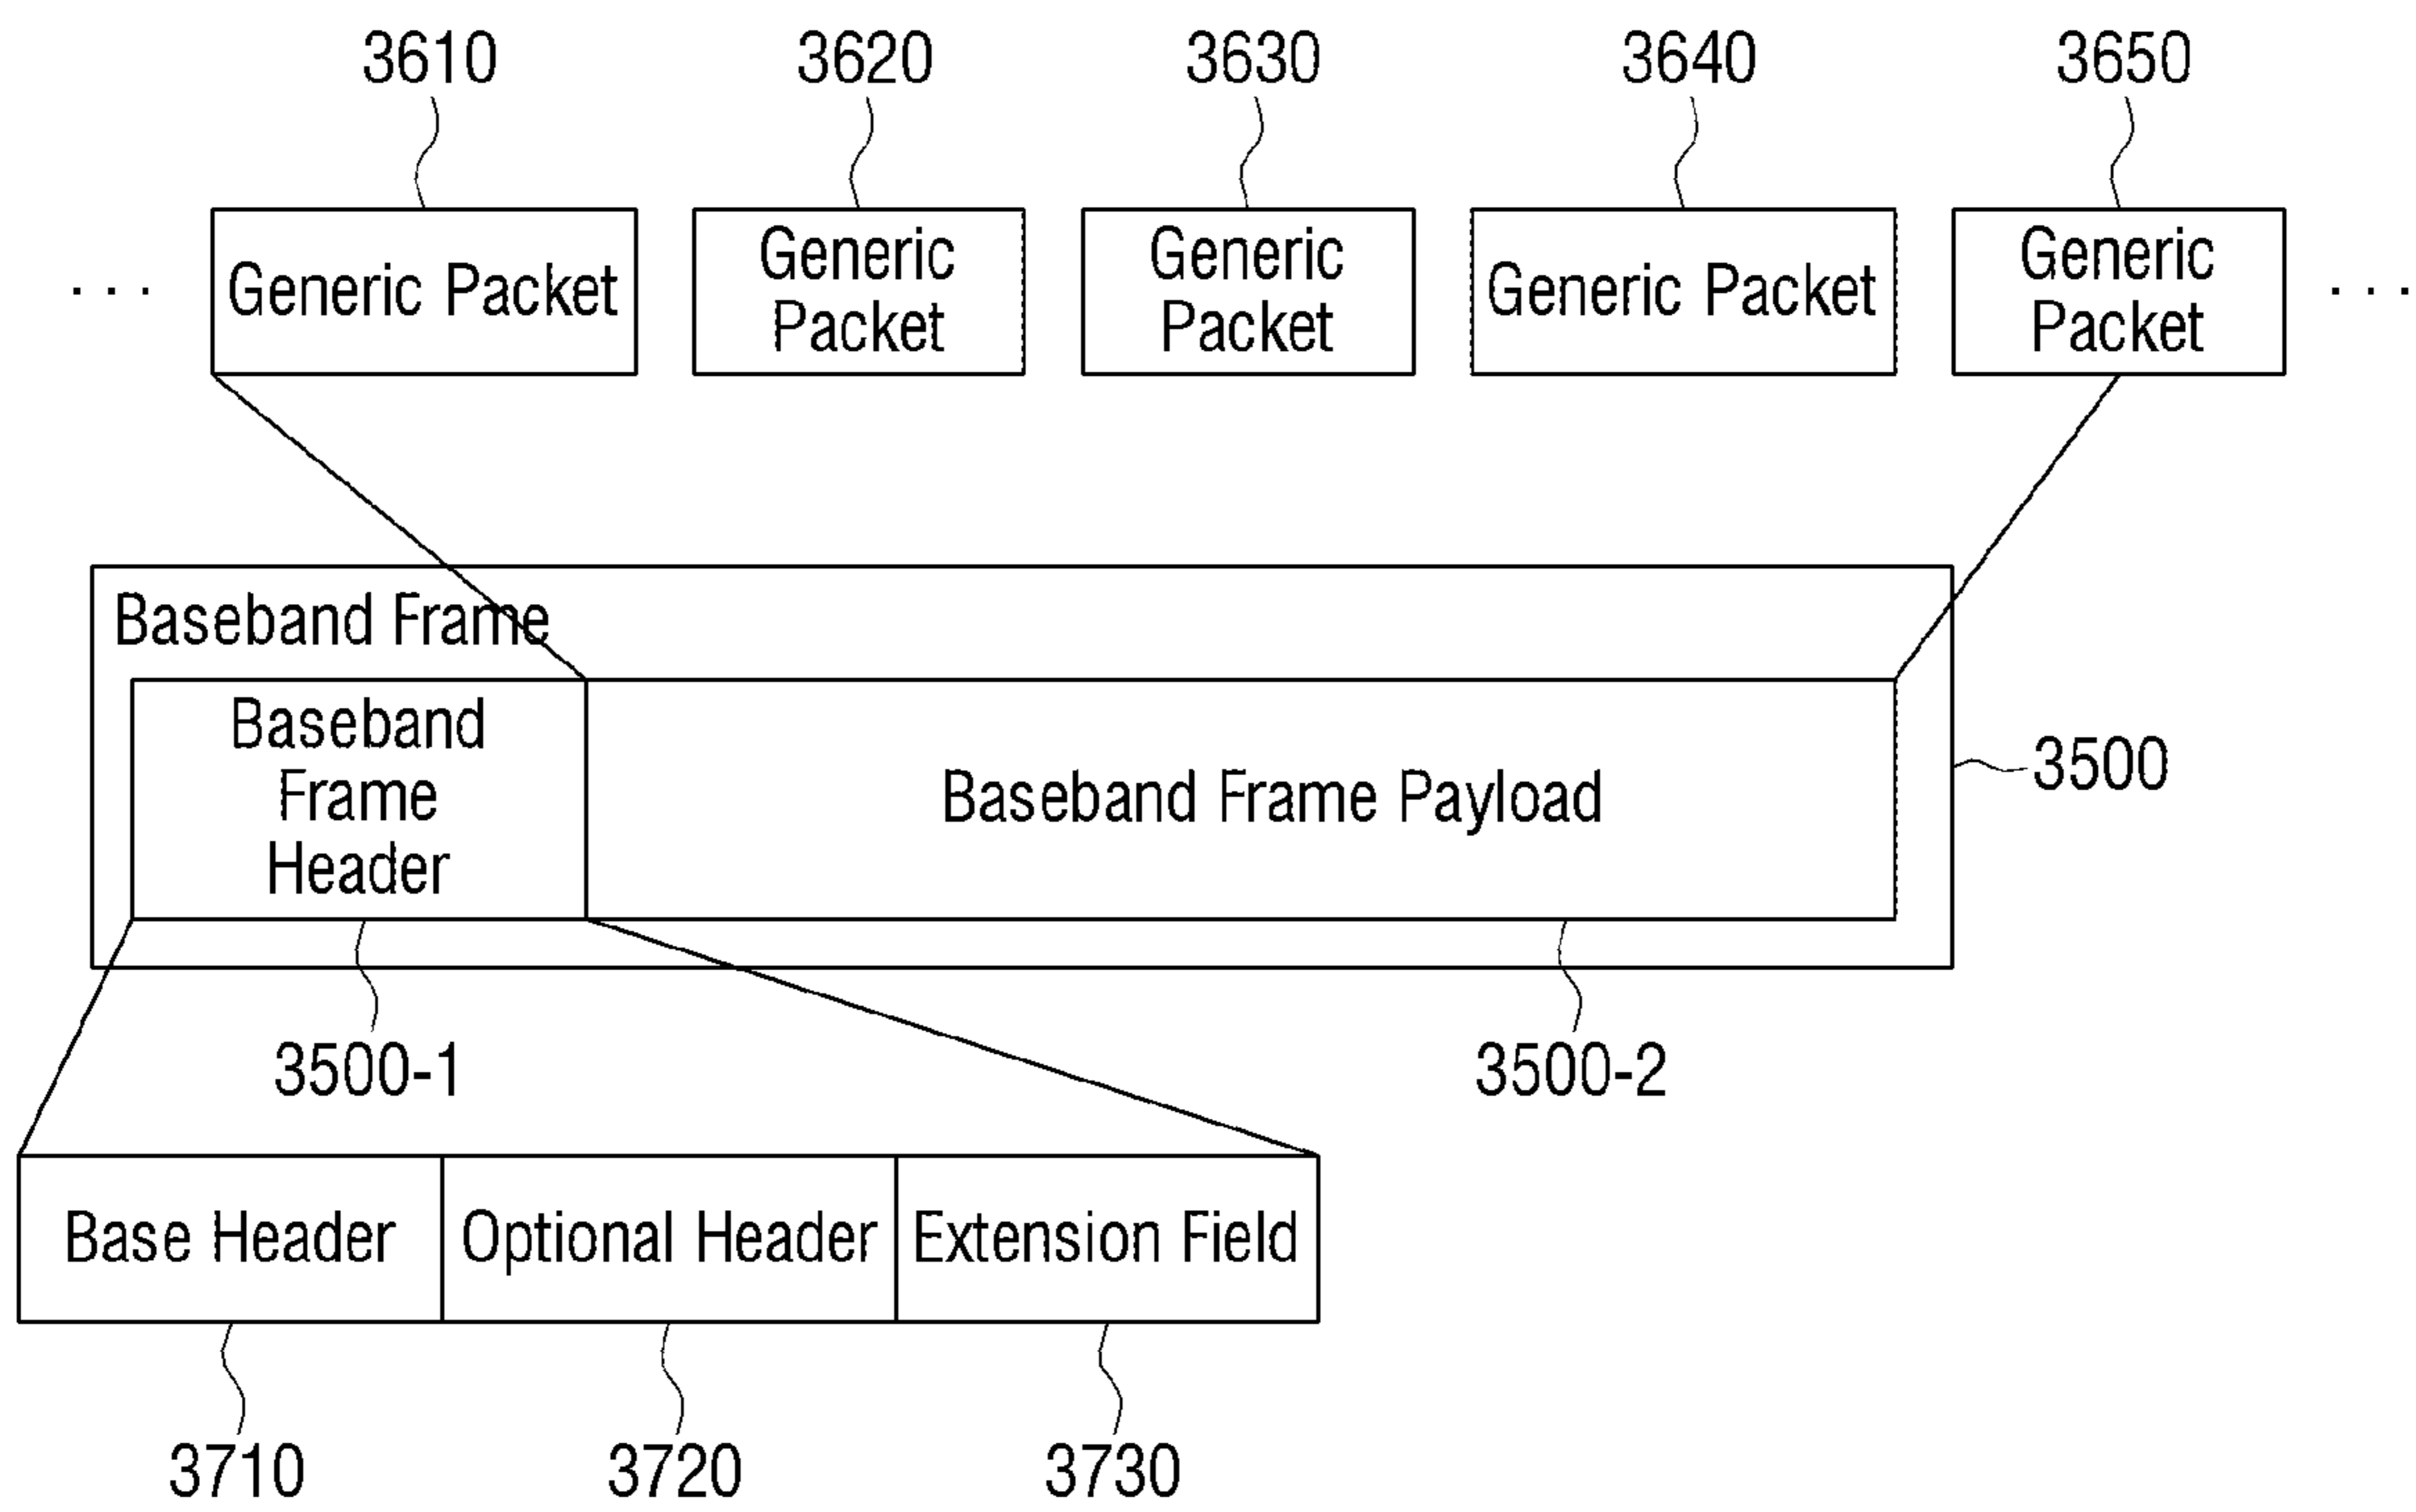 3610 3620 3630 3640 3650
... Generic Packet Generic Packet Generic Packet Generic Packet Generic Packet ...
Baseband Frame
Baseband
Frame
Header
Baseband Frame Payload
3500
3500-1 3500-2
Base Header Optional Header Extension Field
3710 3720 3730